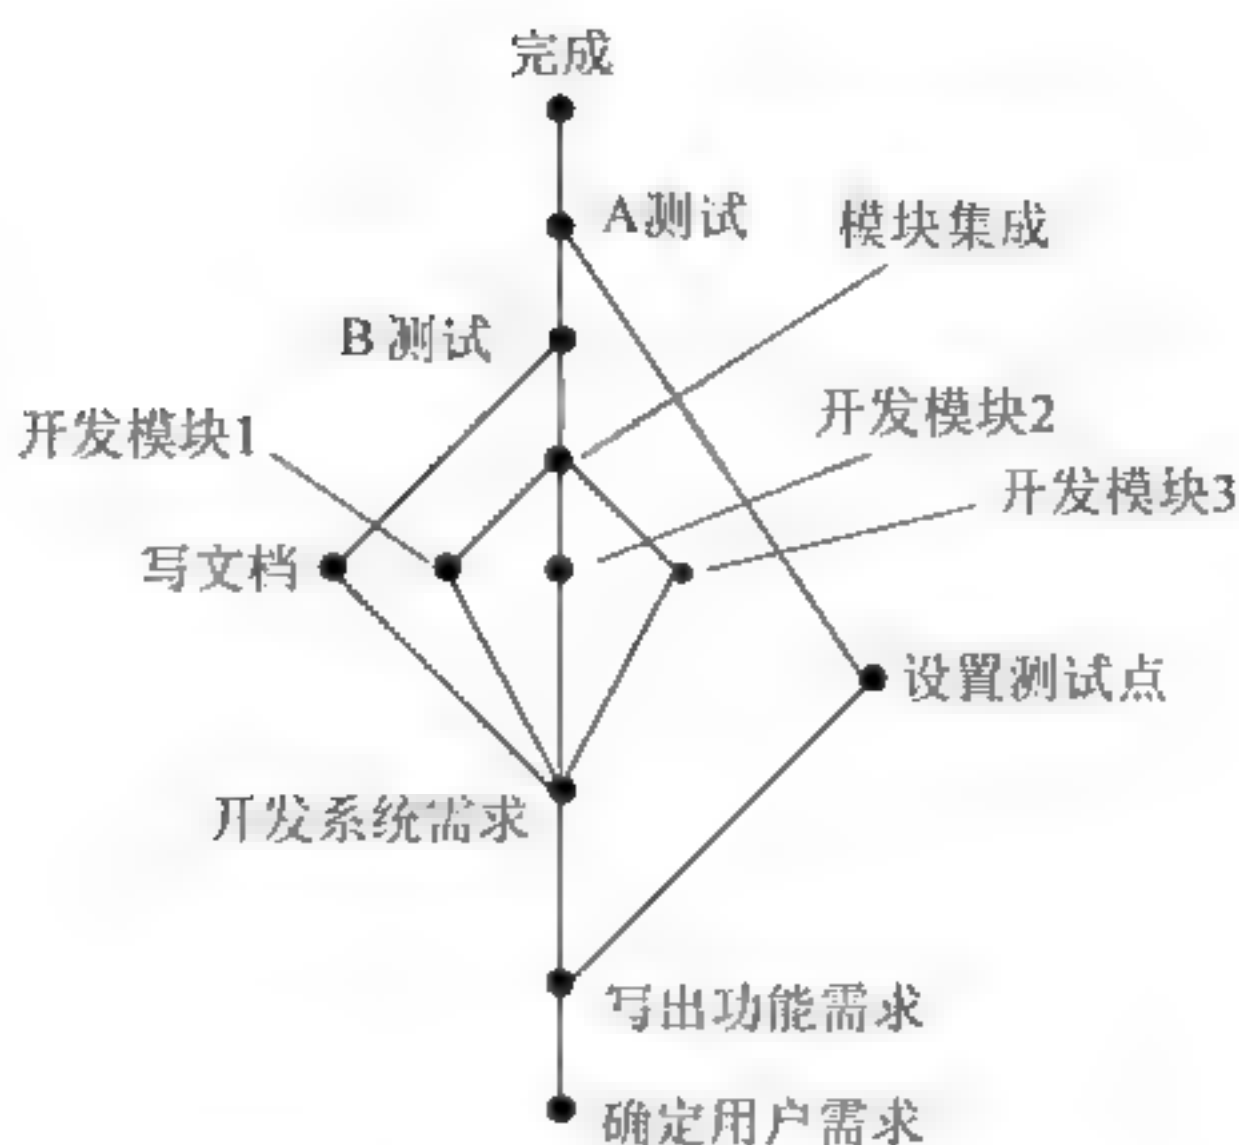 完成
A测试
模块集成
B测试
开发模块1
开发模块2
开发模块3
写文档
设置测试点
开发系统需求
写出功能需求
确定用户需求